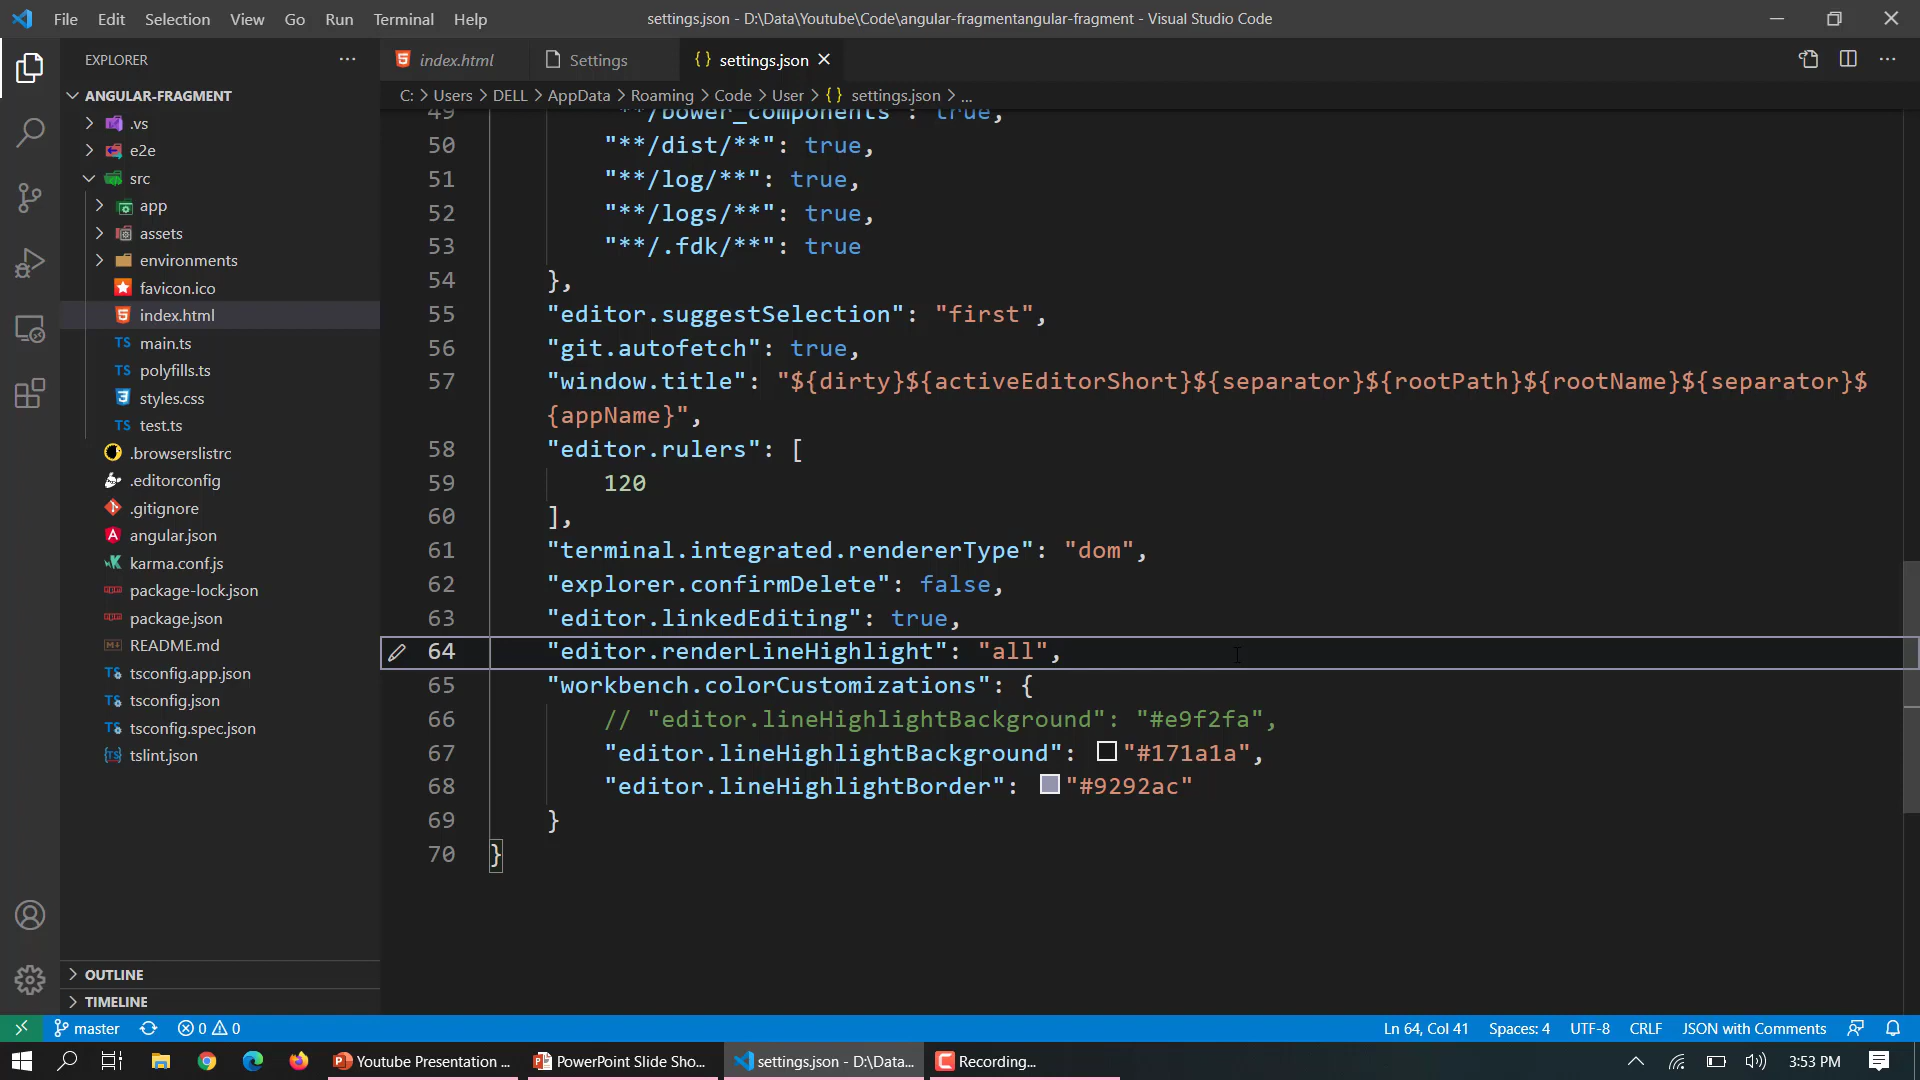 File Edit Selection View Go Run Terminal Help
settings.json - D:\Data\Youtube\Code\angular-fragmentangular-fragment - Visual Studio Code
EXPLORER
ANGULAR-FRAGMENT
.vs
e2e
src
app
assets
environments
favicon.ico
index.html
main.ts
polyfills.ts
styles.css
test.ts
.browserslistrc
.editorconfig
.gitignore
angular.json
karma.conf.js
package-lock.json
package.json
README.md
tsconfig.app.json
tsconfig.json
tsconfig.spec.json
tslint.json
OUTLINE
TIMELINE
index.html Settings settings.json
C: > Users > DELL > AppData > Roaming > Code > User > {} settings.json > ...
49 "**/bower_components": true,
50 "**/dist/**": true,
51 "**/log/**": true,
52 "**/logs/**": true,
53 "**/.fdk/**": true
54 },
55 "editor.suggestSelection": "first",
56 "git.autofetch": true,
57 "window.title": "${dirty}${activeEditorShort}${separator}${rootPath}${rootName}${separator}$
{appName}",
58 "editor.rulers": [
59 120
60 ],
61 "terminal.integrated.rendererType": "dom",
62 "explorer.confirmDelete": false,
63 "editor.linkedEditing": true,
64 "editor.renderLineHighlight": "all",
65 "workbench.colorCustomizations": {
66 // "editor.lineHighlightBackground": "#e9f2fa",
67 "editor.lineHighlightBackground": "#171a1a",
68 "editor.lineHighlightBorder": "#9292ac"
69 }
70 }
master 0 0 Ln 64, Col 41 Spaces: 4 UTF-8 CRLF JSON with Comments
Youtube Presentation ... PowerPoint Slide Sho... settings.json - D:\Data... Recording... 3:53 PM